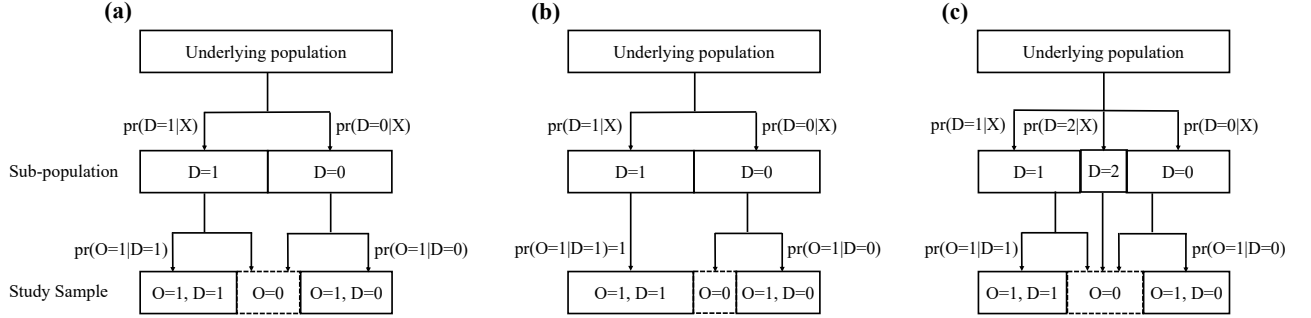 (a)
Underlying population
pr(D=1|X)
pr(D=0|X)
Sub-population
D=1
D=0
pr(O=1|D=1)
pr(O=1|D=0)
Study Sample
O=1, D=1
O=0
O=1, D=0
(b)
Underlying population
pr(D=1|X)
pr(D=0|X)
D=1
D=0
pr(O=1|D=1)=1
pr(O=1|D=0)
O=1, D=1
O=0
O=1, D=0
(c)
Underlying population
pr(D=1|X)
pr(D=2|X)
pr(D=0|X)
D=1
D=2
D=0
pr(O=1|D=1)
pr(O=1|D=0)
O=1, D=1
O=0
O=1, D=0